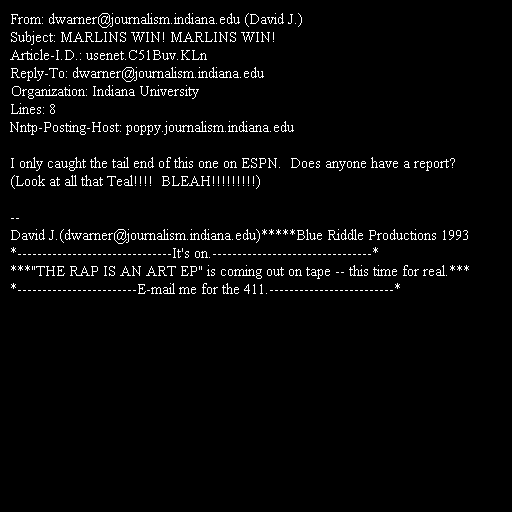 From: dwarner@journalism.indiana.edu (David J.)
Subject: MARLINS WIN! MARLINS WIN!
Article-I.D.: usenet.C51Buv.KLn
Reply-To: dwarner@journalism.indiana.edu
Organization: Indiana University
Lines: 8
Nntp-Posting-Host: poppy.journalism.indiana.edu

I only caught the tail end of this one on ESPN.  Does anyone have a report?
(Look at all that Teal!!!!  BLEAH!!!!!!!!!)

--
David J.(dwarner@journalism.indiana.edu)*****Blue Riddle Productions 1993
*-------------------------------It's on.--------------------------------*
***"THE RAP IS AN ART EP" is coming out on tape -- this time for real.***
*------------------------E-mail me for the 411.-------------------------*